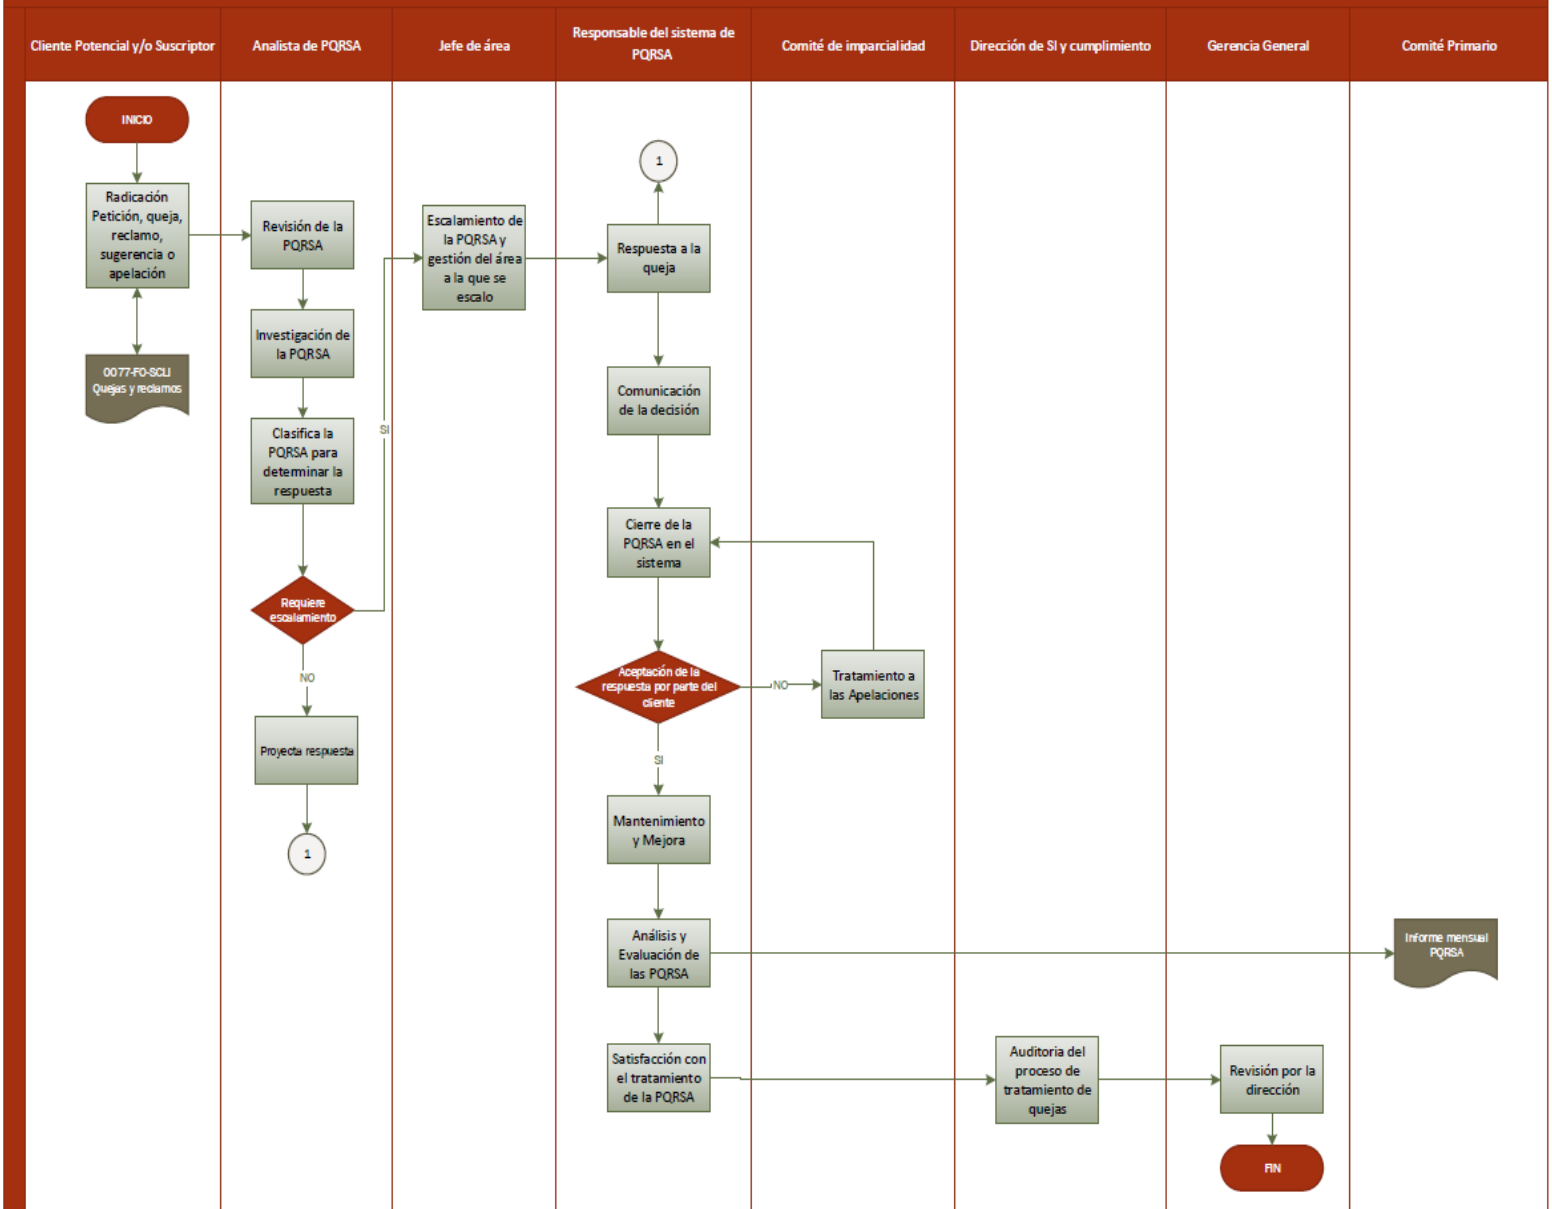 Cliente Potencial y/o Suscriptor
Analista de PQRSA
Jefe de área
Responsable del sistema de
PQRSA
Comité de imparcialidad
Dirección de SI y cumplimiento
Gerencia General
Comité Primario
INICIO
Radicación
Petición, queja,
reclamo,
sugerencia o
apelación
0077-FO-SCLI
Quejas y reclamos
Revisión de la
PQRSA
Investigación de
la PQRSA
Clasifica la
PQRSA para
determinar la
respuesta
Requiere
escalamiento
SI
NO
Proyecta respuesta
1
Escalamiento de
la PQRSA y
gestión del área
a la que se
escalo
1
Respuesta a la
queja
Comunicación
de la decisión
Cierre de la
PQRSA en el
sistema
Aceptación de la
respuesta por parte del
cliente
NO
Tratamiento a
las Apelaciones
SI
Mantenimiento
y Mejora
Análisis y
Evaluación de
las PQRSA
Informe mensual
PQRSA
Satisfacción con
el tratamiento
de la PQRSA
Auditoria del
proceso de
tratamiento de
quejas
Revisión por la
dirección
FIN